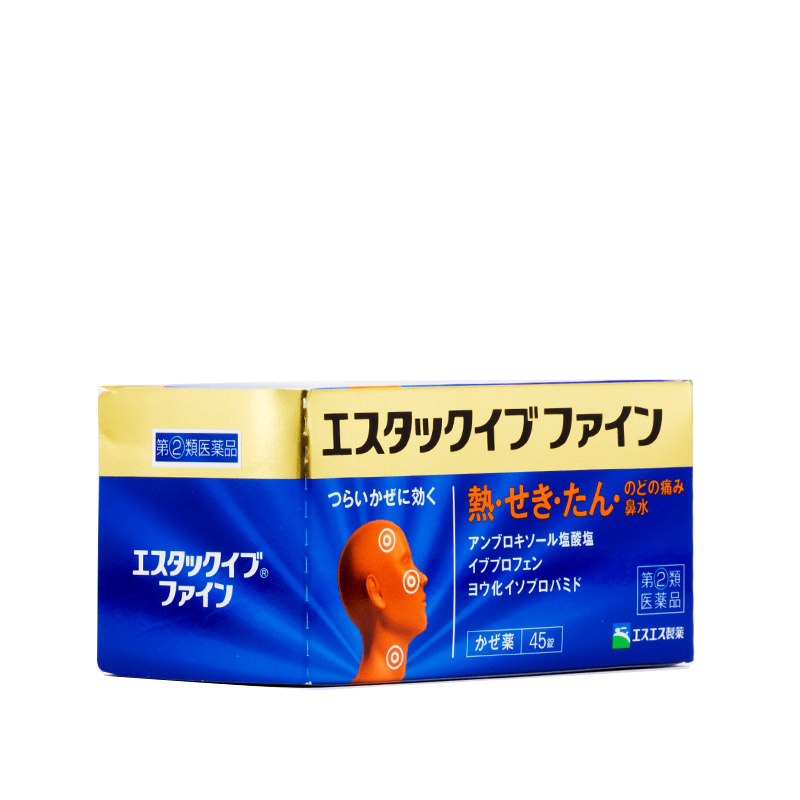 第②類医薬品
エスタックイブ®
ファイン
エスタックイブファイン
つらいかぜに効く
熱・せき・たん・のどの痛み
鼻水
アンブロキソール塩酸塩
イブプロフェン
ヨウ化イソプロパミド
かぜ薬 45錠
第②類
医薬品
エスエス製薬